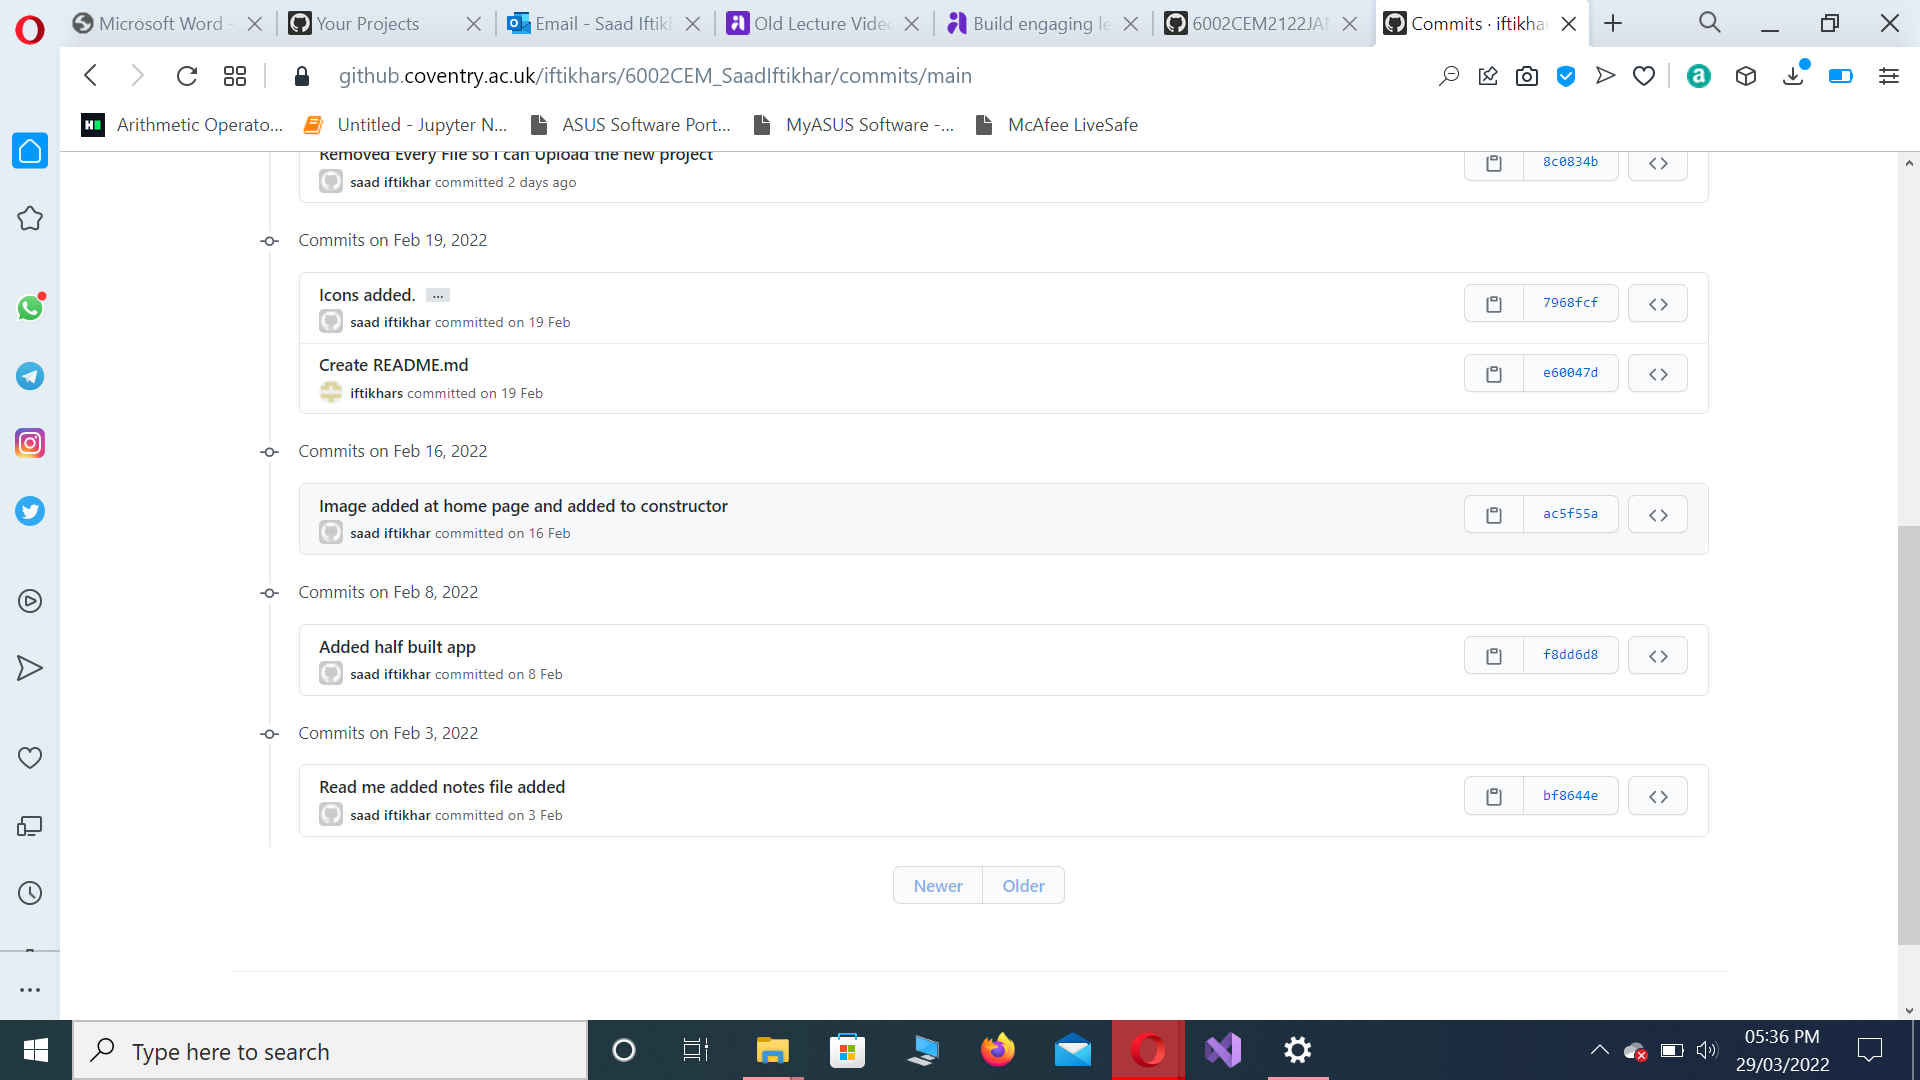 Microsoft Word -
Your Projects
Email - Saad Iftikh
Old Lecture Videc
Build engaging le
6002CEM2122JAN
Commits · iftikhar
github.coventry.ac.uk/iftikhars/6002CEM_SaadIftikhar/commits/main
Arithmetic Operato...
Untitled - Jupyter N...
ASUS Software Port...
MyASUS Software -...
McAfee LiveSafe
Removed Every File so I can Upload the new project
8c0834b
saad iftikhar committed 2 days ago
Commits on Feb 19, 2022
Icons added. ...
7968fcf
saad iftikhar committed on 19 Feb
Create README.md
e60047d
iftikhars committed on 19 Feb
Commits on Feb 16, 2022
Image added at home page and added to constructor
ac5f55a
saad iftikhar committed on 16 Feb
Commits on Feb 8, 2022
Added half built app
f8dd6d8
saad iftikhar committed on 8 Feb
Commits on Feb 3, 2022
Read me added notes file added
bf8644e
saad iftikhar committed on 3 Feb
Newer
Older
Type here to search
05:36 PM
29/03/2022